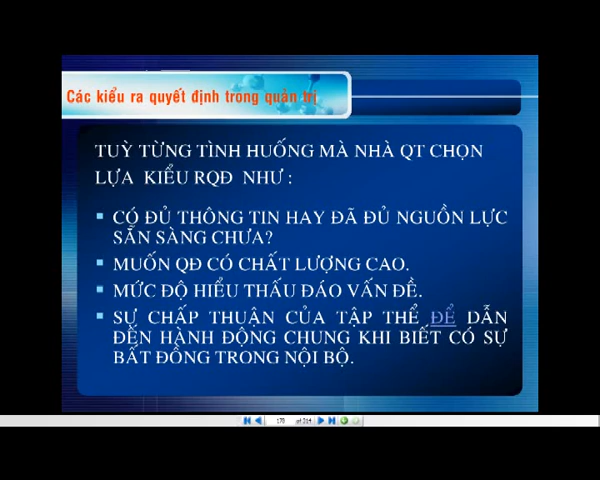 Các kiểu ra quyết định trong quản trị
TUỲ TỪNG TÌNH HUỐNG MÀ NHÀ QT CHỌN
LỰA KIỂU RQĐ NHƯ :
CÓ ĐỦ THÔNG TIN HAY ĐÃ ĐỦ NGUỒN LỰC
SẴN SÀNG CHƯA?
MUỐN QĐ CÓ CHẤT LƯỢNG CAO.
MỨC ĐỘ HIỂU THẤU ĐÁO VẤN ĐỀ.
SỰ CHẤP THUẬN CỦA TẬP THỂ ĐỂ DẪN
ĐẾN HÀNH ĐỘNG CHUNG KHI BIẾT CÓ SỰ
BẤT ĐỒNG TRONG NỘI BỘ.
179 of 314